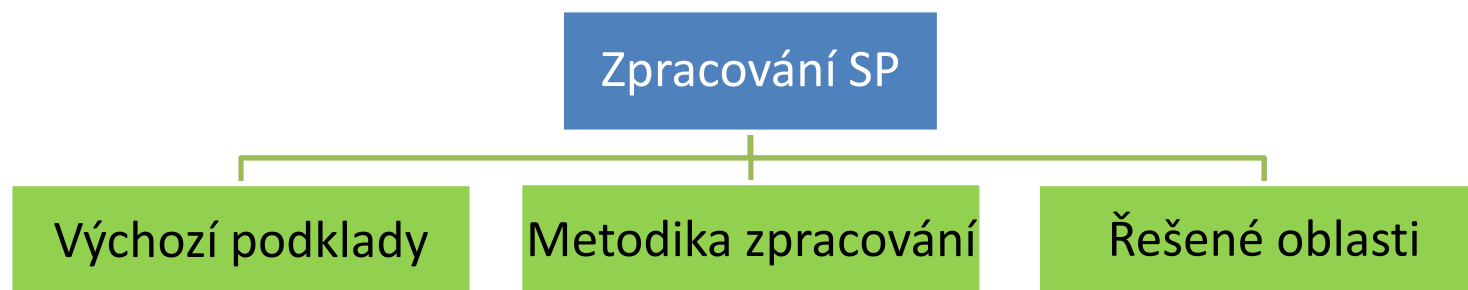 Zpracování SP
Výchozí podklady
Metodika zpracování
Řešené oblasti